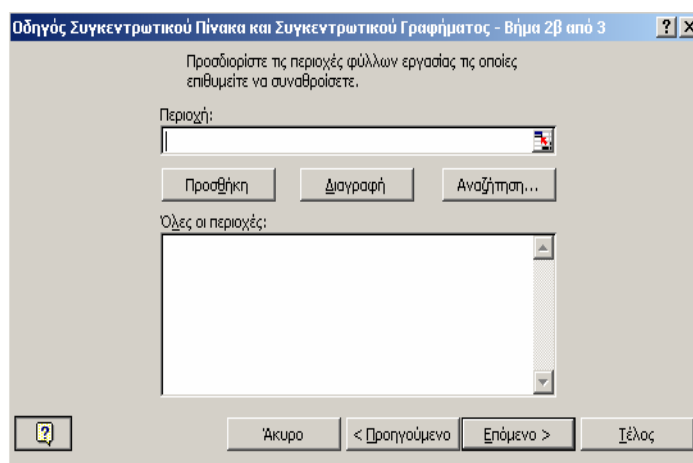 Οδηγός Συγκεντρωτικού Πίνακα και Συγκεντρωτικού Γραφήματος - Βήμα 2β από 3
Προσδιορίστε τις περιοχές φύλλων εργασίας τις οποίες
επιθυμείτε να συναθροίσετε.
Περιοχή:
Προσθήκη Διαγραφή Αναζήτηση...
Όλες οι περιοχές:
Άκυρο < Προηγούμενο Επόμενο > Τέλος